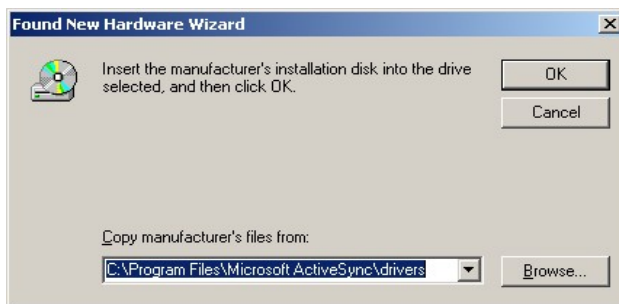 Found New Hardware Wizard
Insert the manufacturer's installation disk into the drive
selected, and then click OK.
OK
Cancel
Copy manufacturer's files from:
C:\Program Files\Microsoft ActiveSync\drivers
Browse...